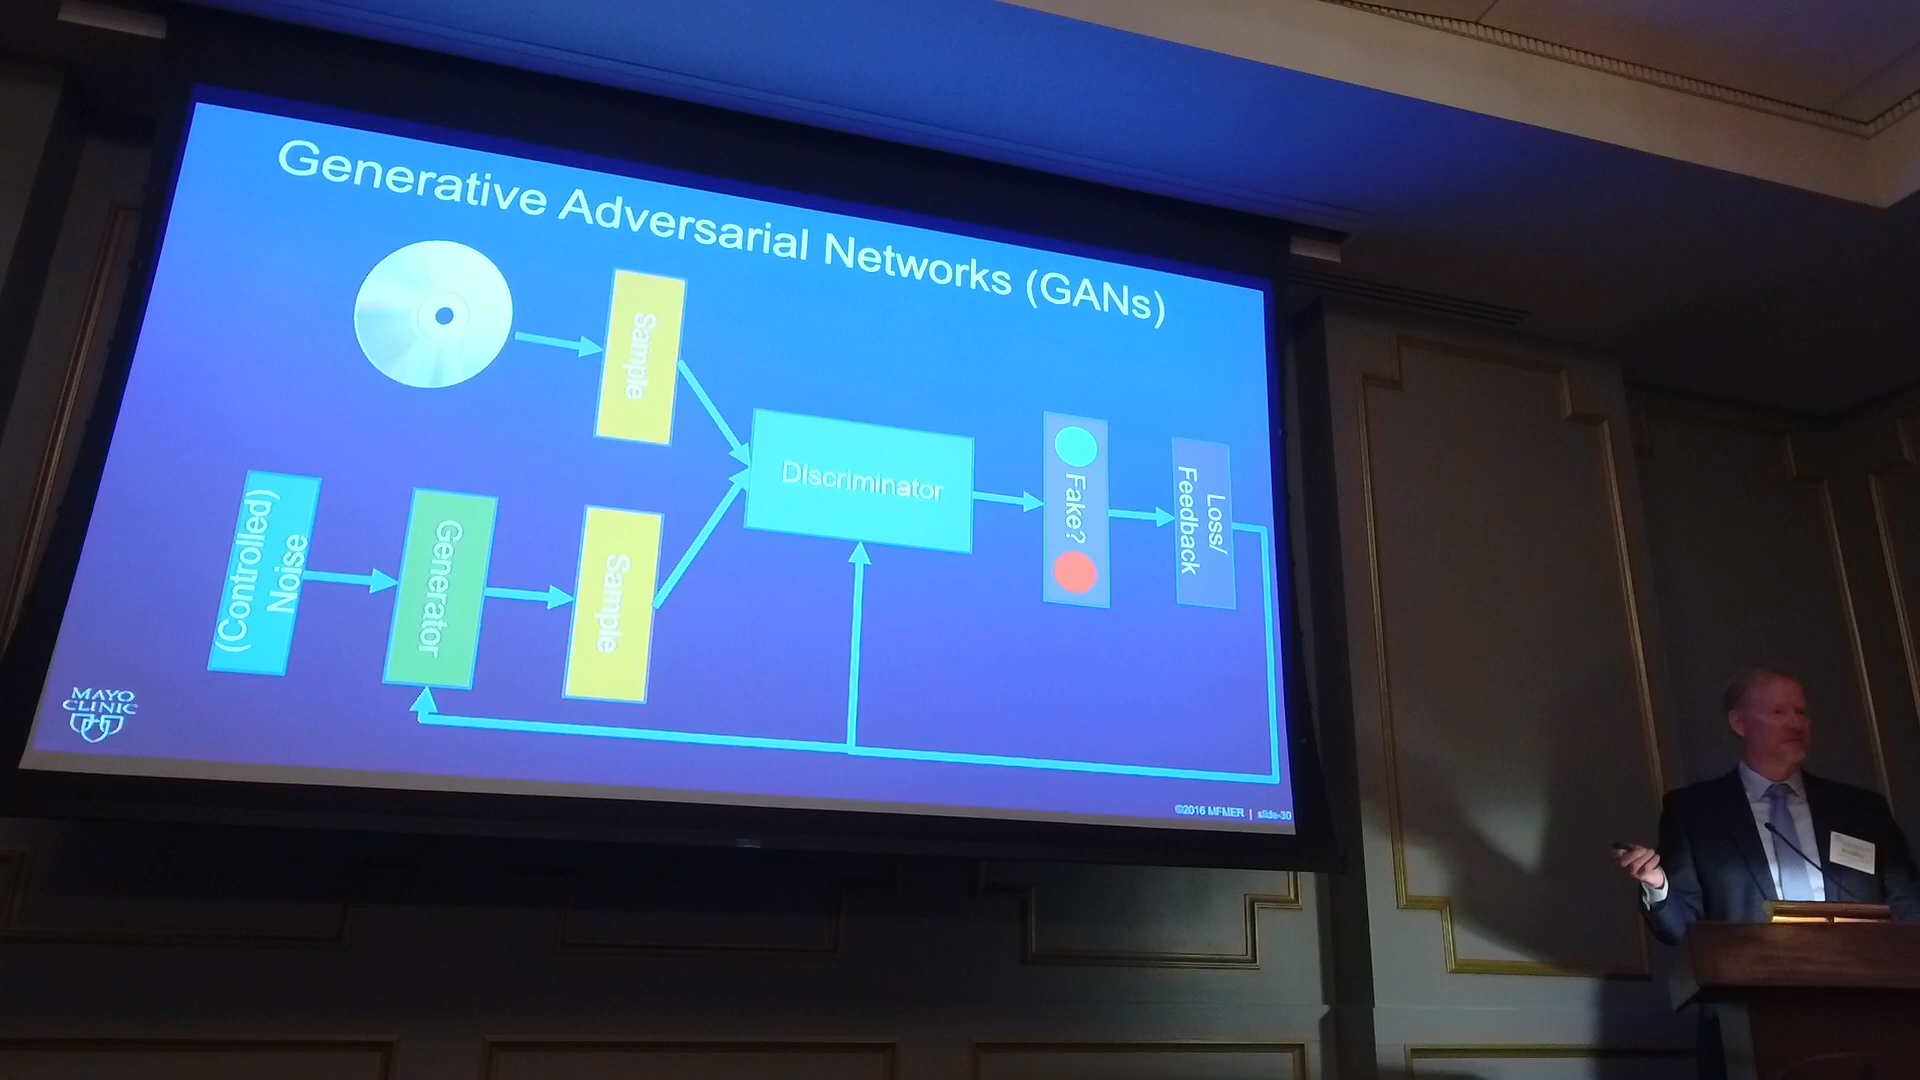 Generative Adversarial Networks (GANs)
Sample
Discriminator
Fake?
Loss/
Feedback
(Controlled)
Noise
Generator
Sample
MAYO
CLINIC
©2016 MFMER | slide-30